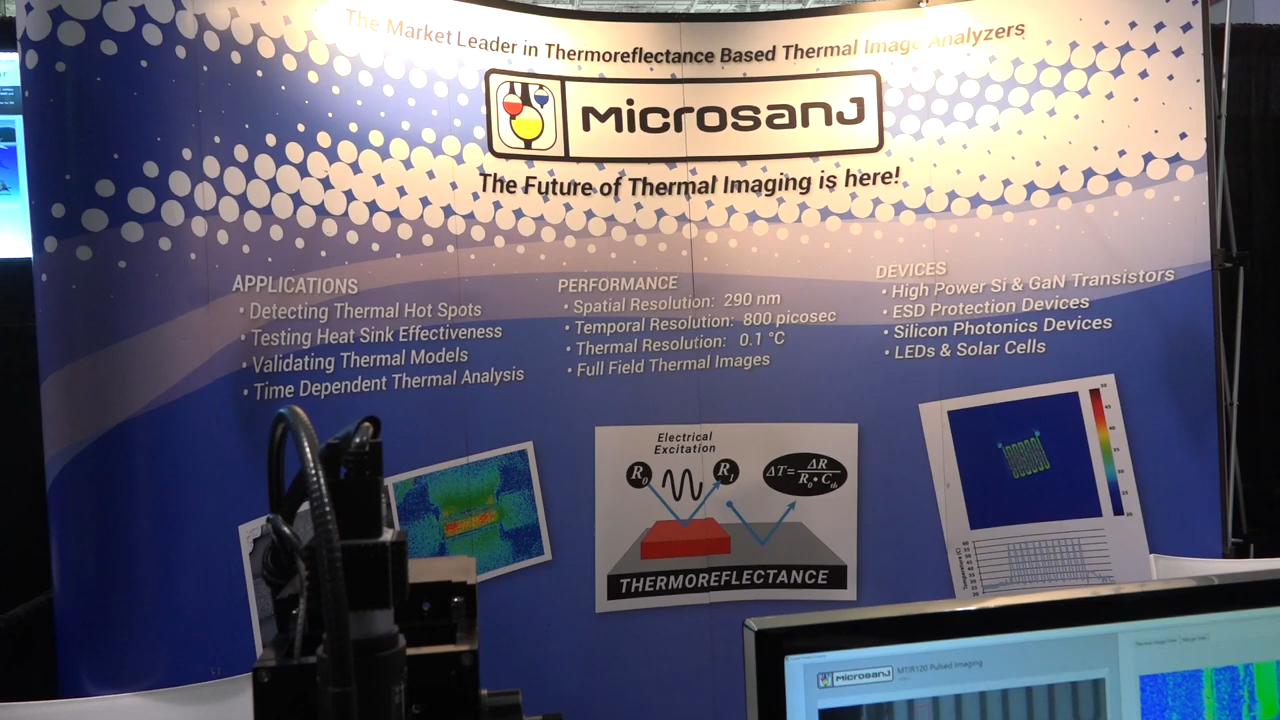 The Market Leader in Thermoreflectance Based Thermal Image Analyzers
MICROSANJ
The Future of Thermal Imaging is here!
APPLICATIONS
• Detecting Thermal Hot Spots
• Testing Heat Sink Effectiveness
• Validating Thermal Models
• Time Dependent Thermal Analysis
PERFORMANCE
• Spatial Resolution: 290 nm
• Temporal Resolution: 800 picosec
• Thermal Resolution: 0.1 °C
• Full Field Thermal Images
DEVICES
• High Power Si & GaN Transistors
• ESD Protection Devices
• Silicon Photonics Devices
• LEDs & Solar Cells
Electrical
Excitation
R₀ R₁ ΔT = ΔR / R₀ • Cth
THERMOREFLECTANCE
Temperature (C)
MICROSANJ MTIR120 Pulsed Imaging